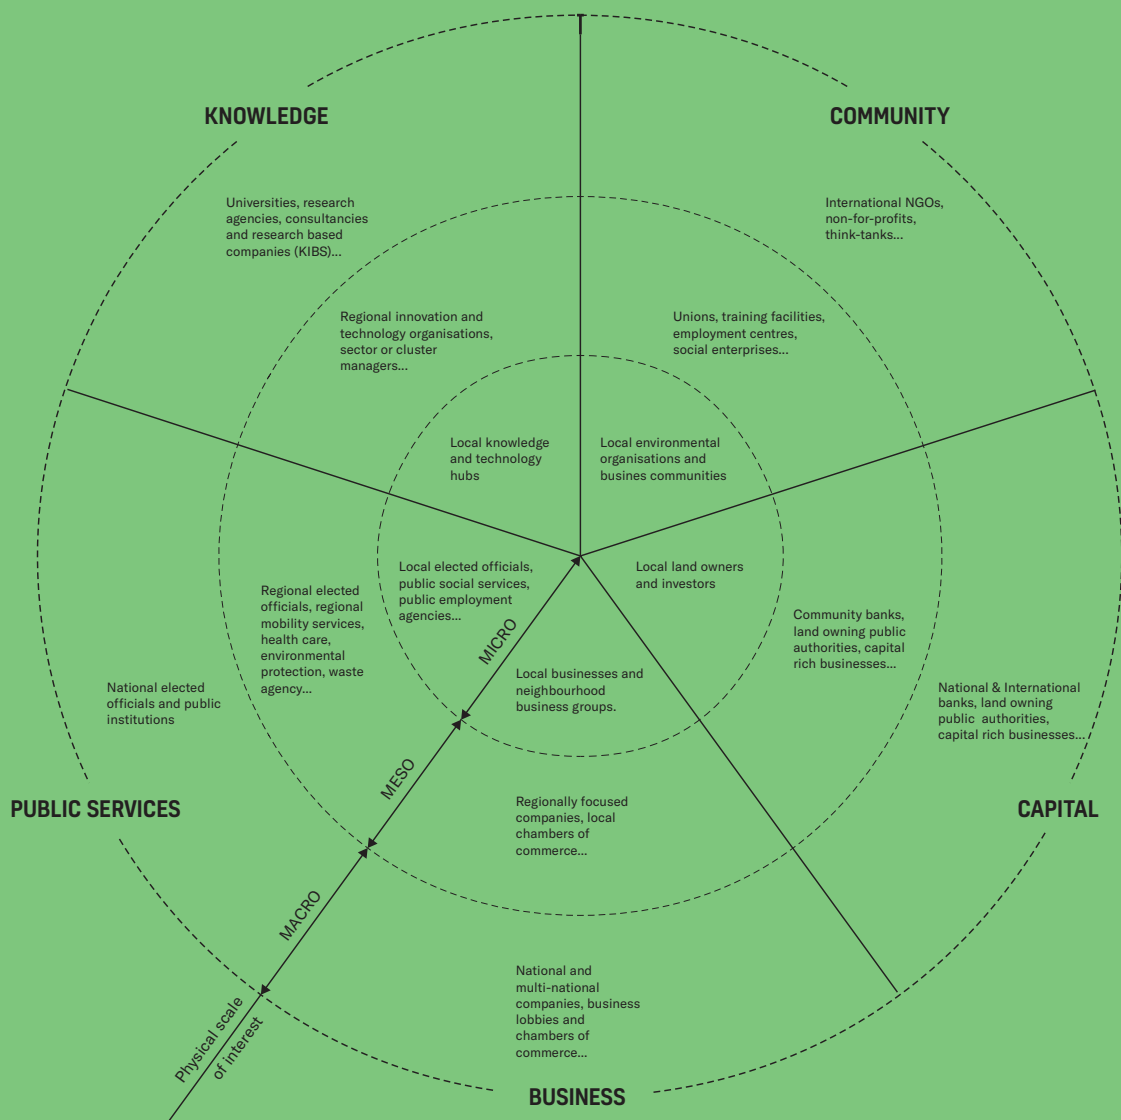 KNOWLEDGE
COMMUNITY
Universities, research
agencies, consultancies
and research based
companies (KIBS)...
International NGOs,
non-for-profits,
think-tanks...
Regional innovation and
technology organisations,
sector or cluster
managers...
Unions, training facilities,
employment centres,
social enterprises...
Local knowledge
and technology
hubs
Local environmental
organisations and
busines communities
Local elected officials,
public social services,
public employment
agencies...
Local land owners
and investors
Regional elected
officials, regional
mobility services,
health care,
environmental
protection, waste
agency...
Community banks,
land owning public
authorities, capital
rich businesses...
MICRO
Local businesses and
neighbourhood
business groups.
National elected
officials and public
institutions
National & International
banks, land owning
public authorities,
capital rich businesses...
MESO
PUBLIC SERVICES
CAPITAL
Regionally focused
companies, local
chambers of
commerce...
MACRO
National and
multi-national
companies, business
lobbies and
chambers of
commerce...
Physical scale
of interest
BUSINESS